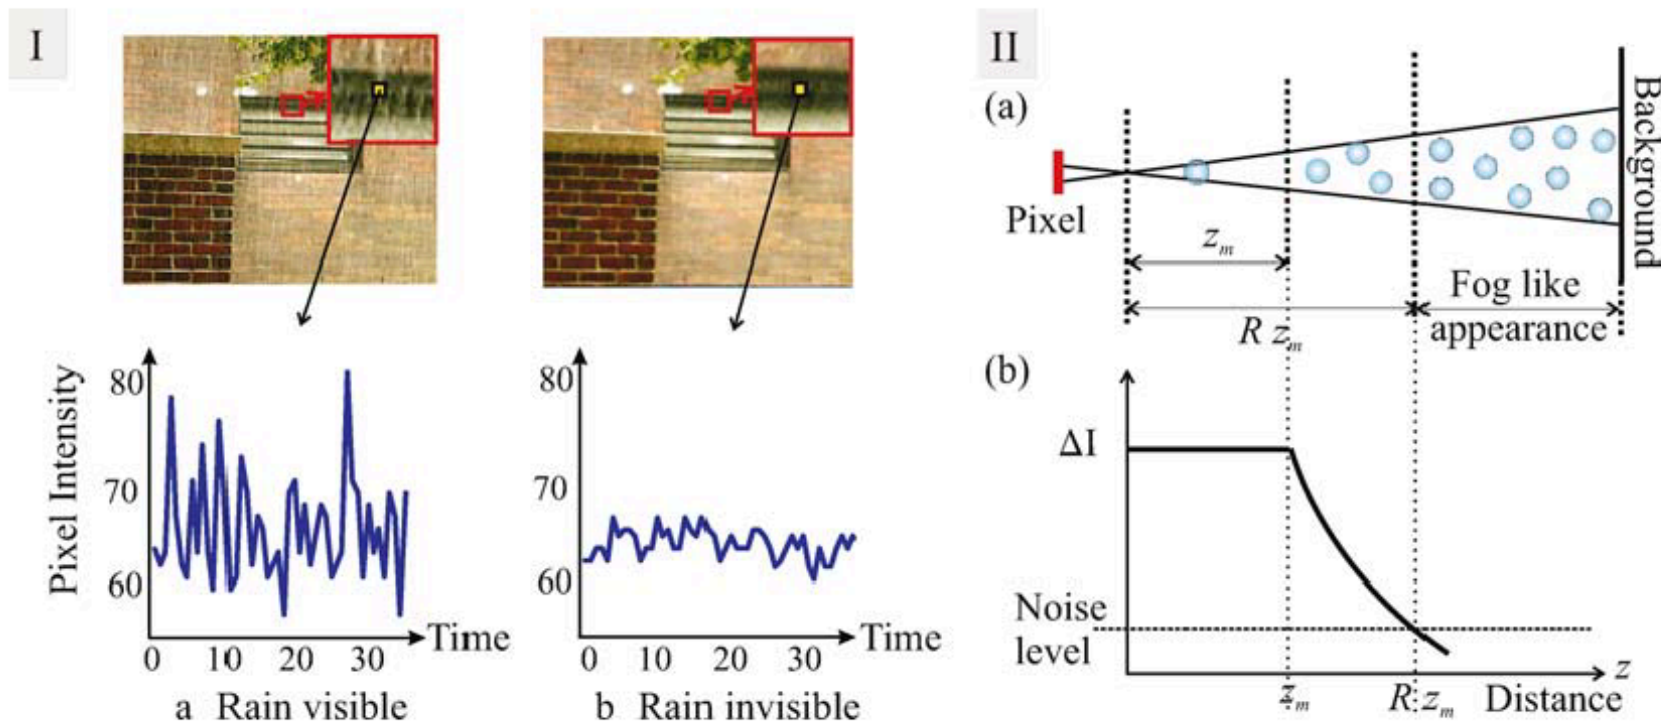 I
80
70
60
Pixel Intensity
0 10 20 30
Time
a Rain visible
80
70
60
0 10 20 30
Time
b Rain invisible
II
(a)
Pixel
Background
z_m
R z_m
Fog like
appearance
(b)
ΔI
Noise
level
z_m
R z_m
Distance
z